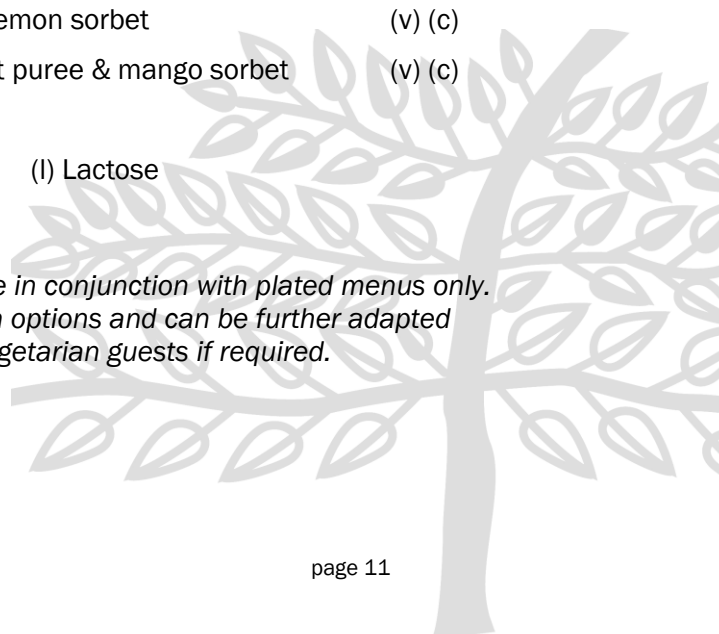 emon sorbet (v) (c)
t puree & mango sorbet (v) (c)
(l) Lactose
e in conjunction with plated menus only.
n options and can be further adapted
getarian guests if required.
page 11